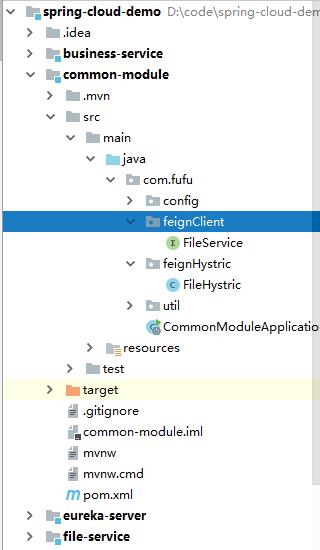 spring-cloud-demo D:\code\spring-cloud-dem
.idea
business-service
common-module
.mvn
src
main
java
com.fufu
config
feignClient
FileService
feignHystric
FileHystric
util
CommonModuleApplicatio
resources
test
target
.gitignore
common-module.iml
mvnw
mvnw.cmd
pom.xml
eureka-server
file-service